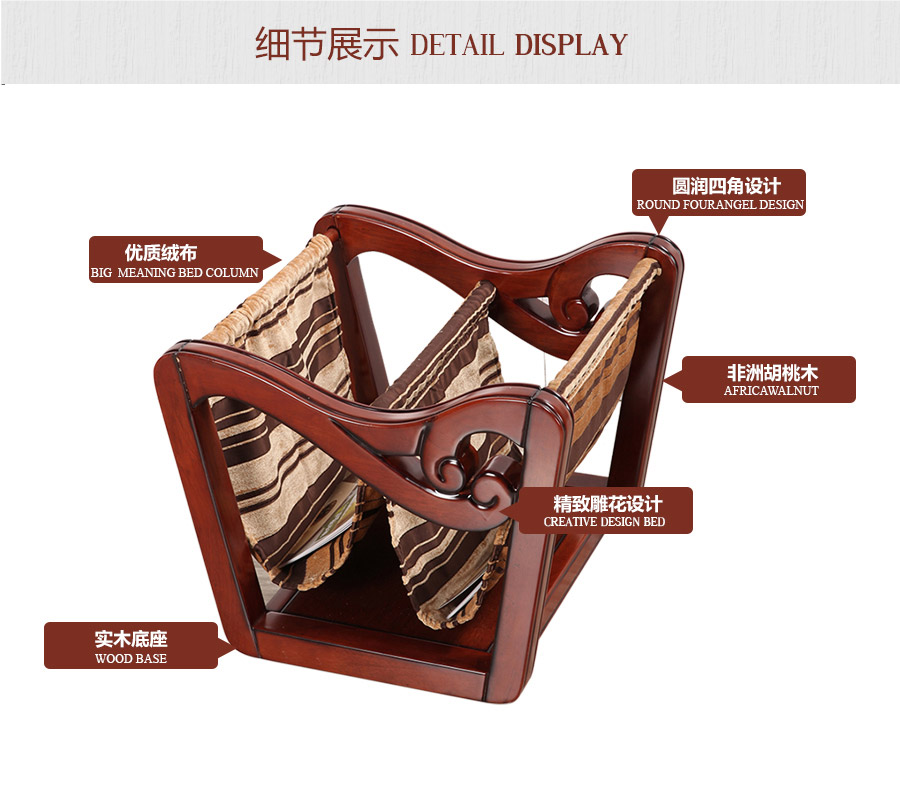 细节展示 DETAIL DISPLAY
圆润四角设计
ROUND FOURANGEL DESIGN
优质绒布
BIG MEANING BED COLUMN
非洲胡桃木
AFRICAWALNUT
精致雕花设计
CREATIVE DESIGN BED
实木底座
WOOD BASE